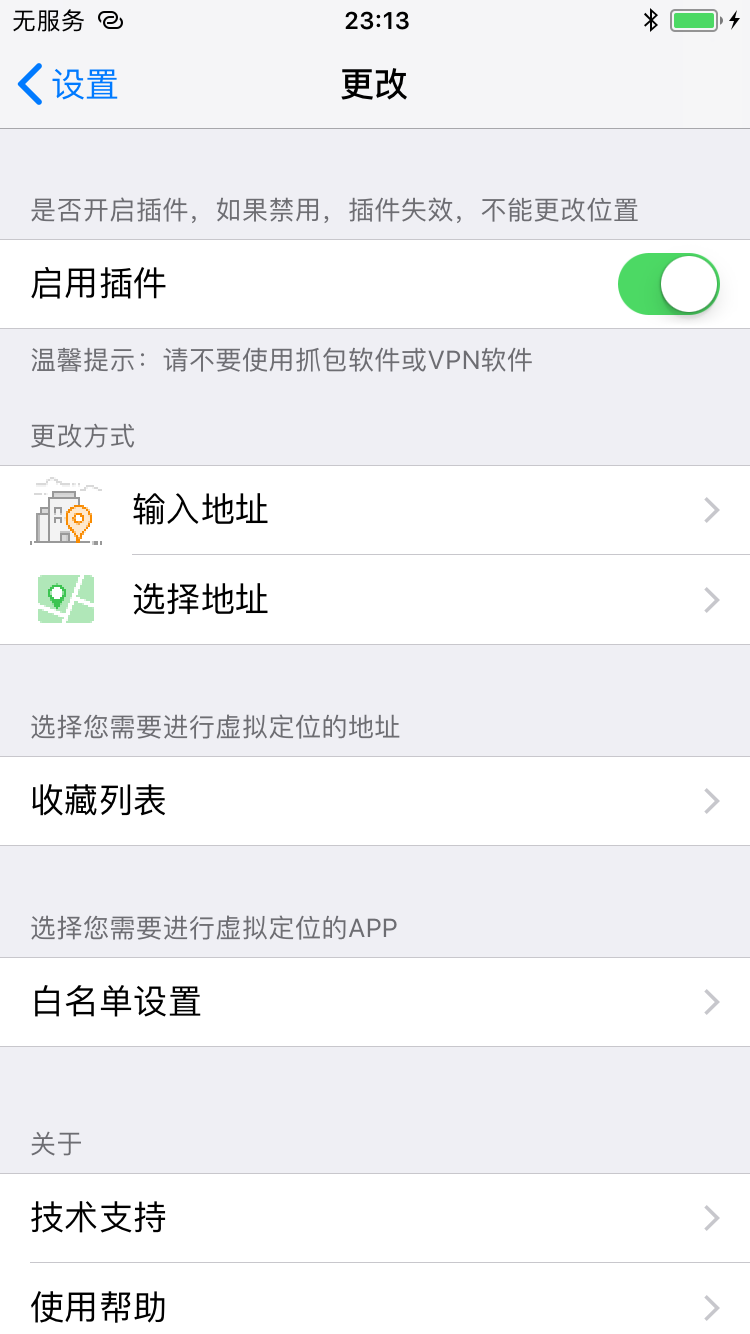 无服务
23:13
设置
更改
是否开启插件，如果禁用，插件失效，不能更改位置
启用插件
温馨提示：请不要使用抓包软件或VPN软件
更改方式
输入地址
选择地址
选择您需要进行虚拟定位的地址
收藏列表
选择您需要进行虚拟定位的APP
白名单设置
关于
技术支持
使用帮助